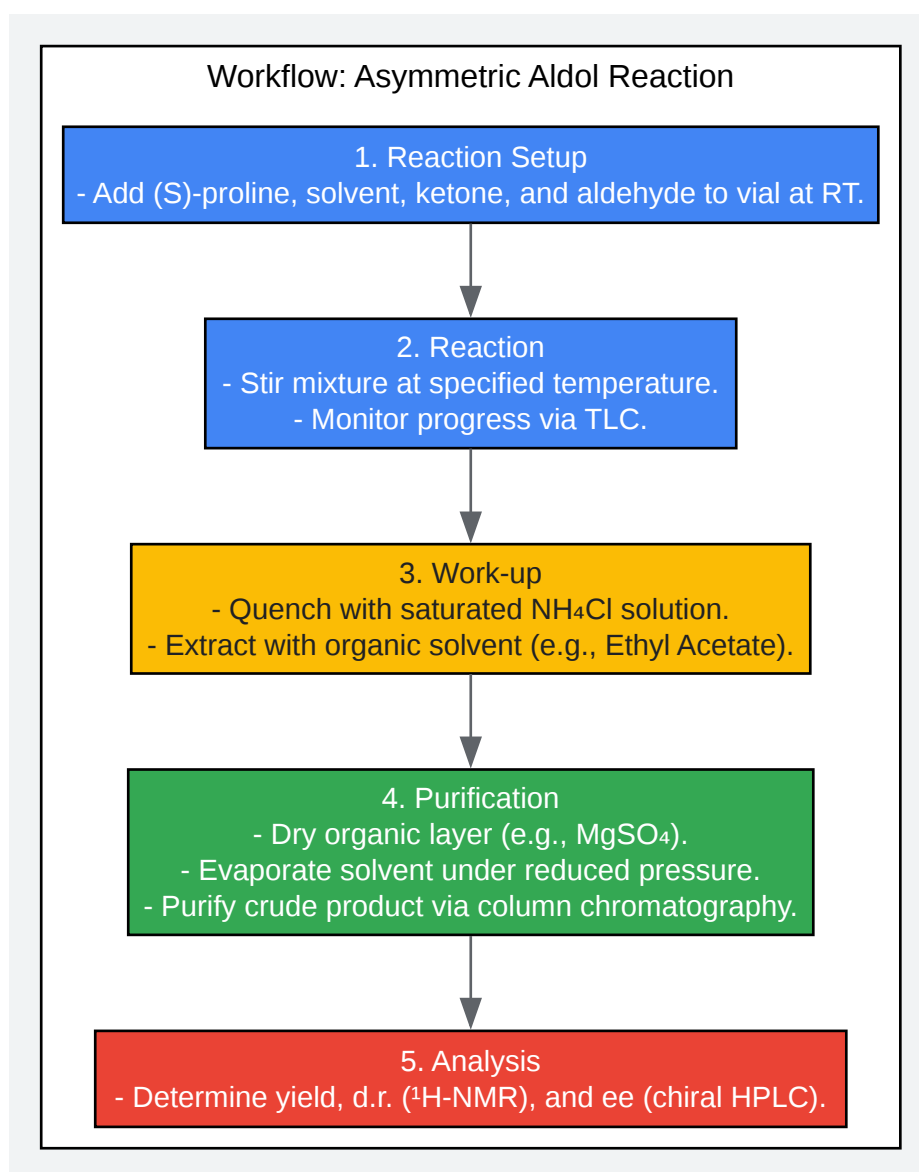 Workflow: Asymmetric Aldol Reaction
1. Reaction Setup
- Add (S)-proline, solvent, ketone, and aldehyde to vial at RT.
2. Reaction
- Stir mixture at specified temperature.
- Monitor progress via TLC.
3. Work-up
- Quench with saturated NH₄Cl solution.
- Extract with organic solvent (e.g., Ethyl Acetate).
4. Purification
- Dry organic layer (e.g., MgSO₄).
- Evaporate solvent under reduced pressure.
- Purify crude product via column chromatography.
5. Analysis
- Determine yield, d.r. (¹H-NMR), and ee (chiral HPLC).